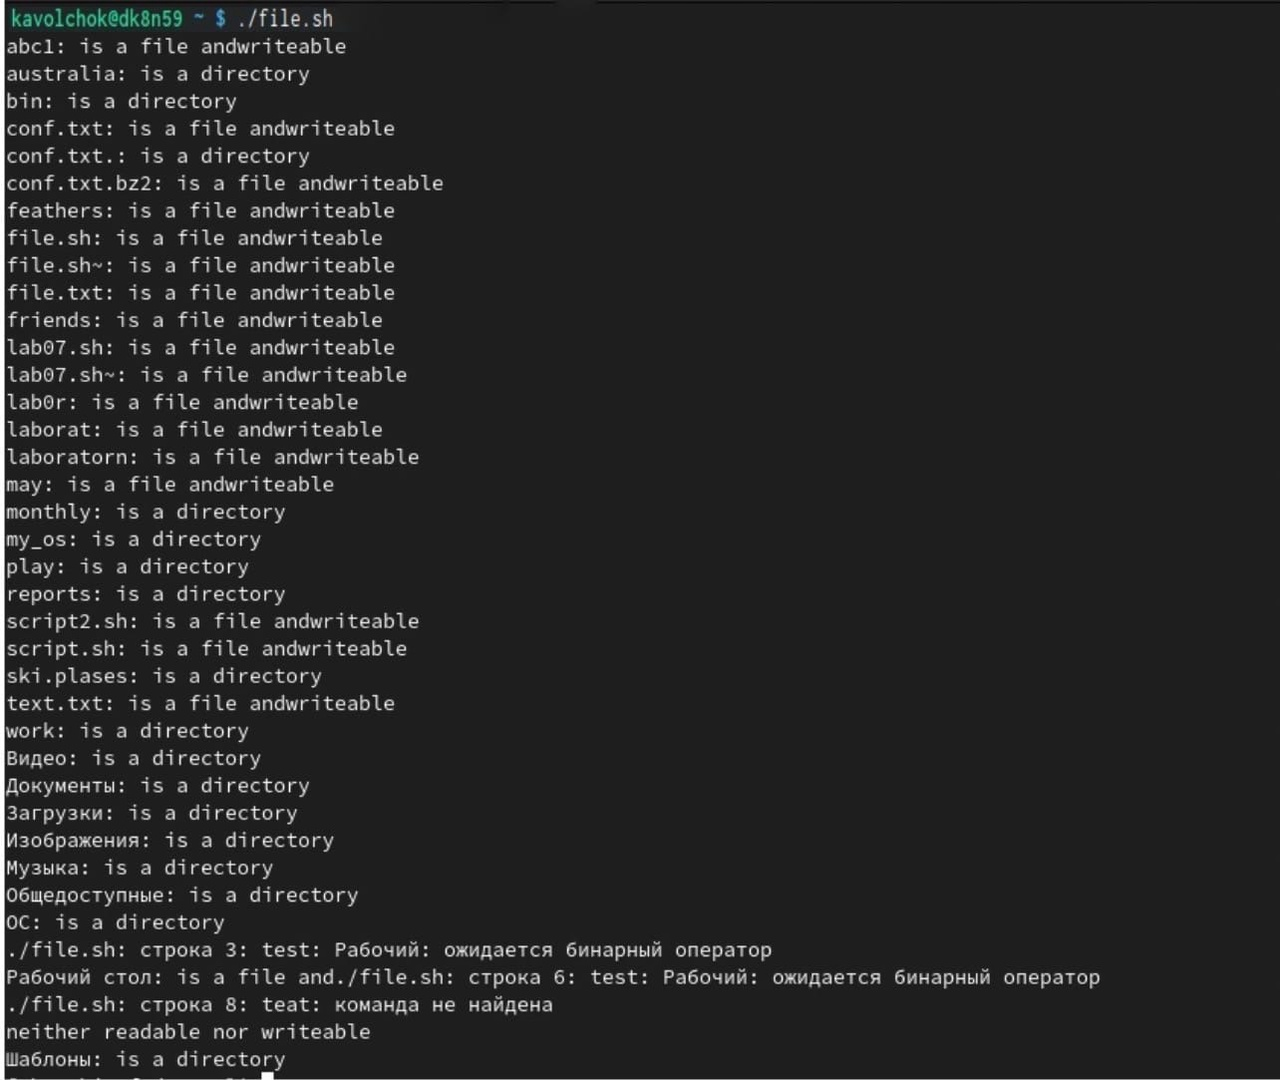 kavolchok@dk8n59 ~ $ ./file.sh
abc1: is a file andwriteable
australia: is a directory
bin: is a directory
conf.txt: is a file andwriteable
conf.txt.: is a directory
conf.txt.bz2: is a file andwriteable
feathers: is a file andwriteable
file.sh: is a file andwriteable
file.sh~: is a file andwriteable
file.txt: is a file andwriteable
friends: is a file andwriteable
lab07.sh: is a file andwriteable
lab07.sh~: is a file andwriteable
lab0r: is a file andwriteable
laborat: is a file andwriteable
laboratorn: is a file andwriteable
may: is a file andwriteable
monthly: is a directory
my_os: is a directory
play: is a directory
reports: is a directory
script2.sh: is a file andwriteable
script.sh: is a file andwriteable
ski.plases: is a directory
text.txt: is a file andwriteable
work: is a directory
Видео: is a directory
Документы: is a directory
Загрузки: is a directory
Изображения: is a directory
Музыка: is a directory
Общедоступные: is a directory
ОС: is a directory
./file.sh: строка 3: test: Рабочий: ожидается бинарный оператор
Рабочий стол: is a file and./file.sh: строка 6: test: Рабочий: ожидается бинарный оператор
./file.sh: строка 8: teat: команда не найдена
neither readable nor writeable
Шаблоны: is a directory